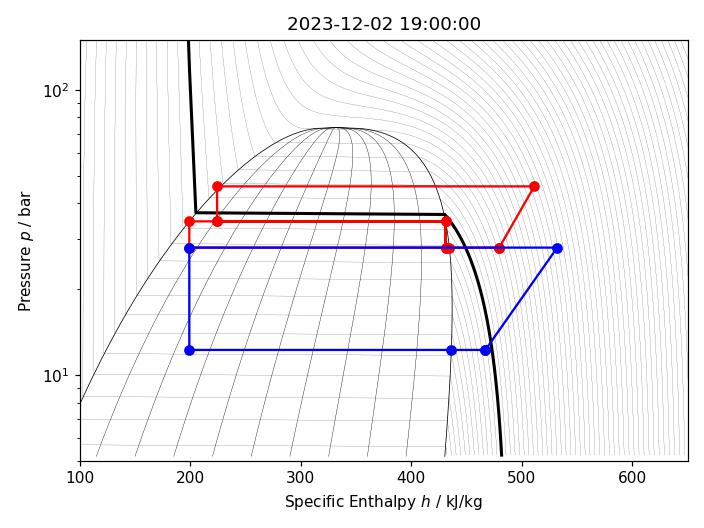 2023-12-02 19:00:00
10²
Pressure p / bar
10¹
100 200 300 400 500 600
Specific Enthalpy h / kJ/kg